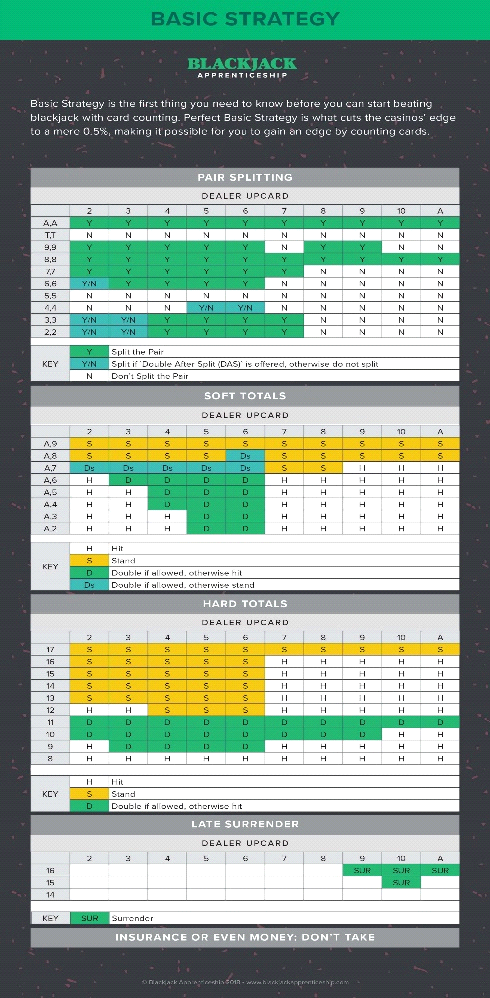 BASIC STRATEGY
BLACKJACK
APPRENTICESHIP
Basic Strategy is the first thing you need to know before you can start beating
blackjack with card counting. Perfect Basic Strategy is what cuts the casinos' edge
to a mere 0.5%, making it possible for you to gain an edge by counting cards.
PAIR SPLITTING
DEALER UPCARD
2 3 4 5 6 7 8 9 10 A
A,A Y Y Y Y Y Y Y Y Y Y
T,T N N N N N N N N N N
9,9 Y Y Y Y Y N Y Y N N
8,8 Y Y Y Y Y Y Y Y Y Y
7,7 Y Y Y Y Y Y N N N N
6,6 Y/N Y Y Y Y N N N N N
5,5 N N N N N N N N N N
4,4 N N N Y/N Y/N N N N N N
3,3 Y/N Y/N Y Y Y Y N N N N
2,2 Y/N Y/N Y Y Y Y N N N N
KEY
Y Split the Pair
Y/N Split if 'Double After Split (DAS)' is offered, otherwise do not split
N Don't Split the Pair
SOFT TOTALS
DEALER UPCARD
2 3 4 5 6 7 8 9 10 A
A,9 S S S S S S S S S S
A,8 S S S S Ds S S S S S
A,7 Ds Ds Ds Ds Ds S S H H H
A,6 H D D D D H H H H H
A,5 H H D D D H H H H H
A,4 H H D D D H H H H H
A,3 H H H D D H H H H H
A,2 H H H D D H H H H H
KEY
H Hit
S Stand
D Double if allowed, otherwise hit
Ds Double if allowed, otherwise stand
HARD TOTALS
DEALER UPCARD
2 3 4 5 6 7 8 9 10 A
17 S S S S S S S S S S
16 S S S S S H H H H H
15 S S S S S H H H H H
14 S S S S S H H H H H
13 S S S S S H H H H H
12 H H S S S H H H H H
11 D D D D D D D D D D
10 D D D D D D D D H H
9 H D D D D H H H H H
8 H H H H H H H H H H
KEY
H Hit
S Stand
D Double if allowed, otherwise hit
LATE SURRENDER
DEALER UPCARD
2 3 4 5 6 7 8 9 10 A
16 SUR SUR SUR
15 SUR
14
KEY SUR Surrender
INSURANCE OR EVEN MONEY: DON'T TAKE
© Blackjack Apprenticeship 2018 • www.blackjackapprenticeship.com